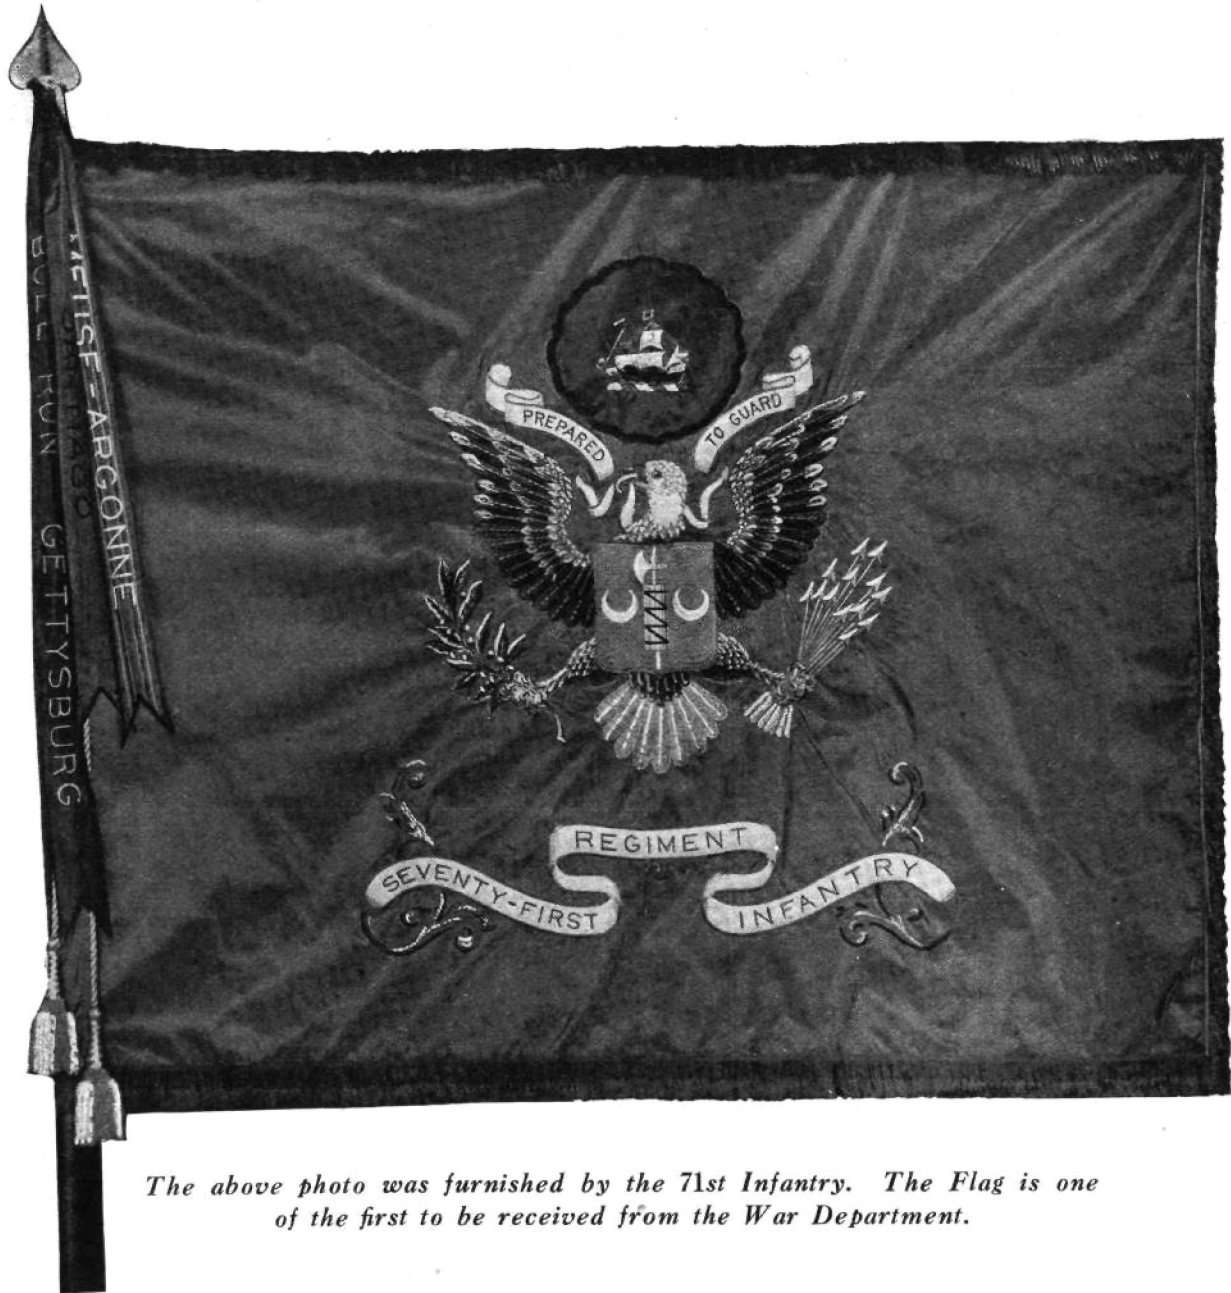 BULL RUN GETTYSBURG
ARGONNE
PREPARED
TO GUARD
SEVENTY-FIRST
REGIMENT
INFANTRY
The above photo was furnished by the 71st Infantry. The Flag is one
of the first to be received from the War Department.